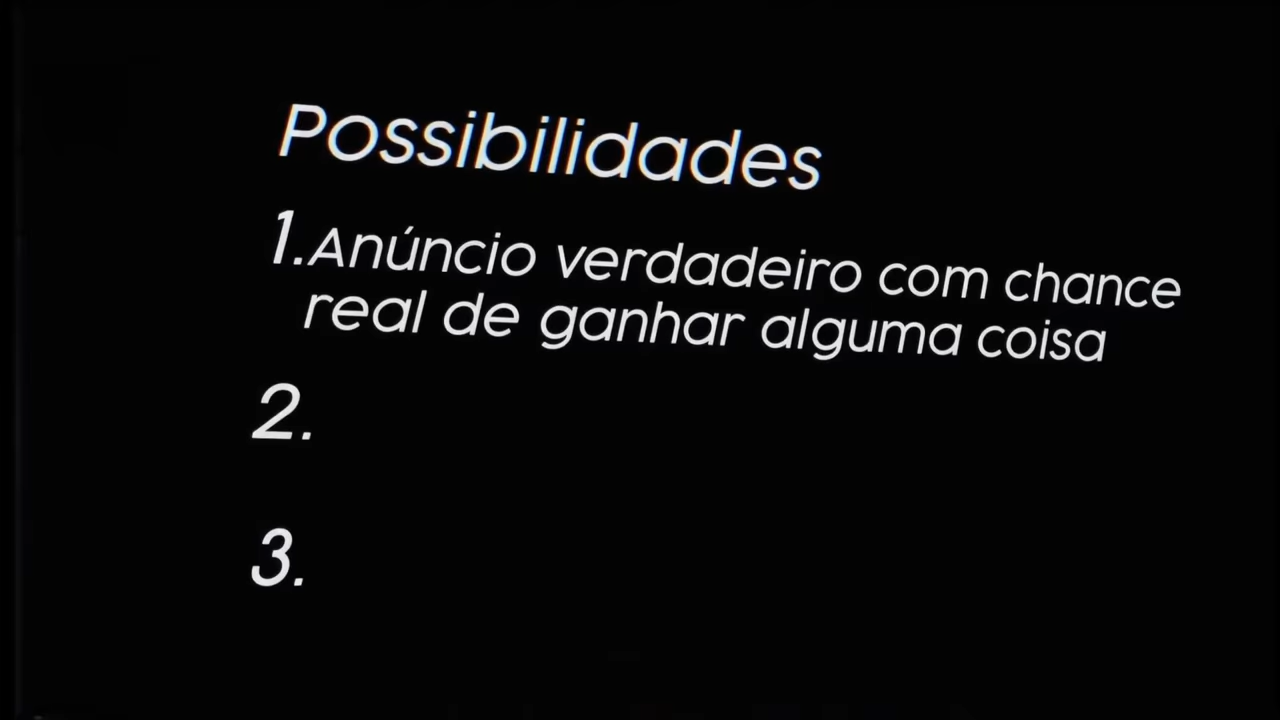 Possibilidades
1.Anúncio verdadeiro com chance
real de ganhar alguma coisa
2.
3.